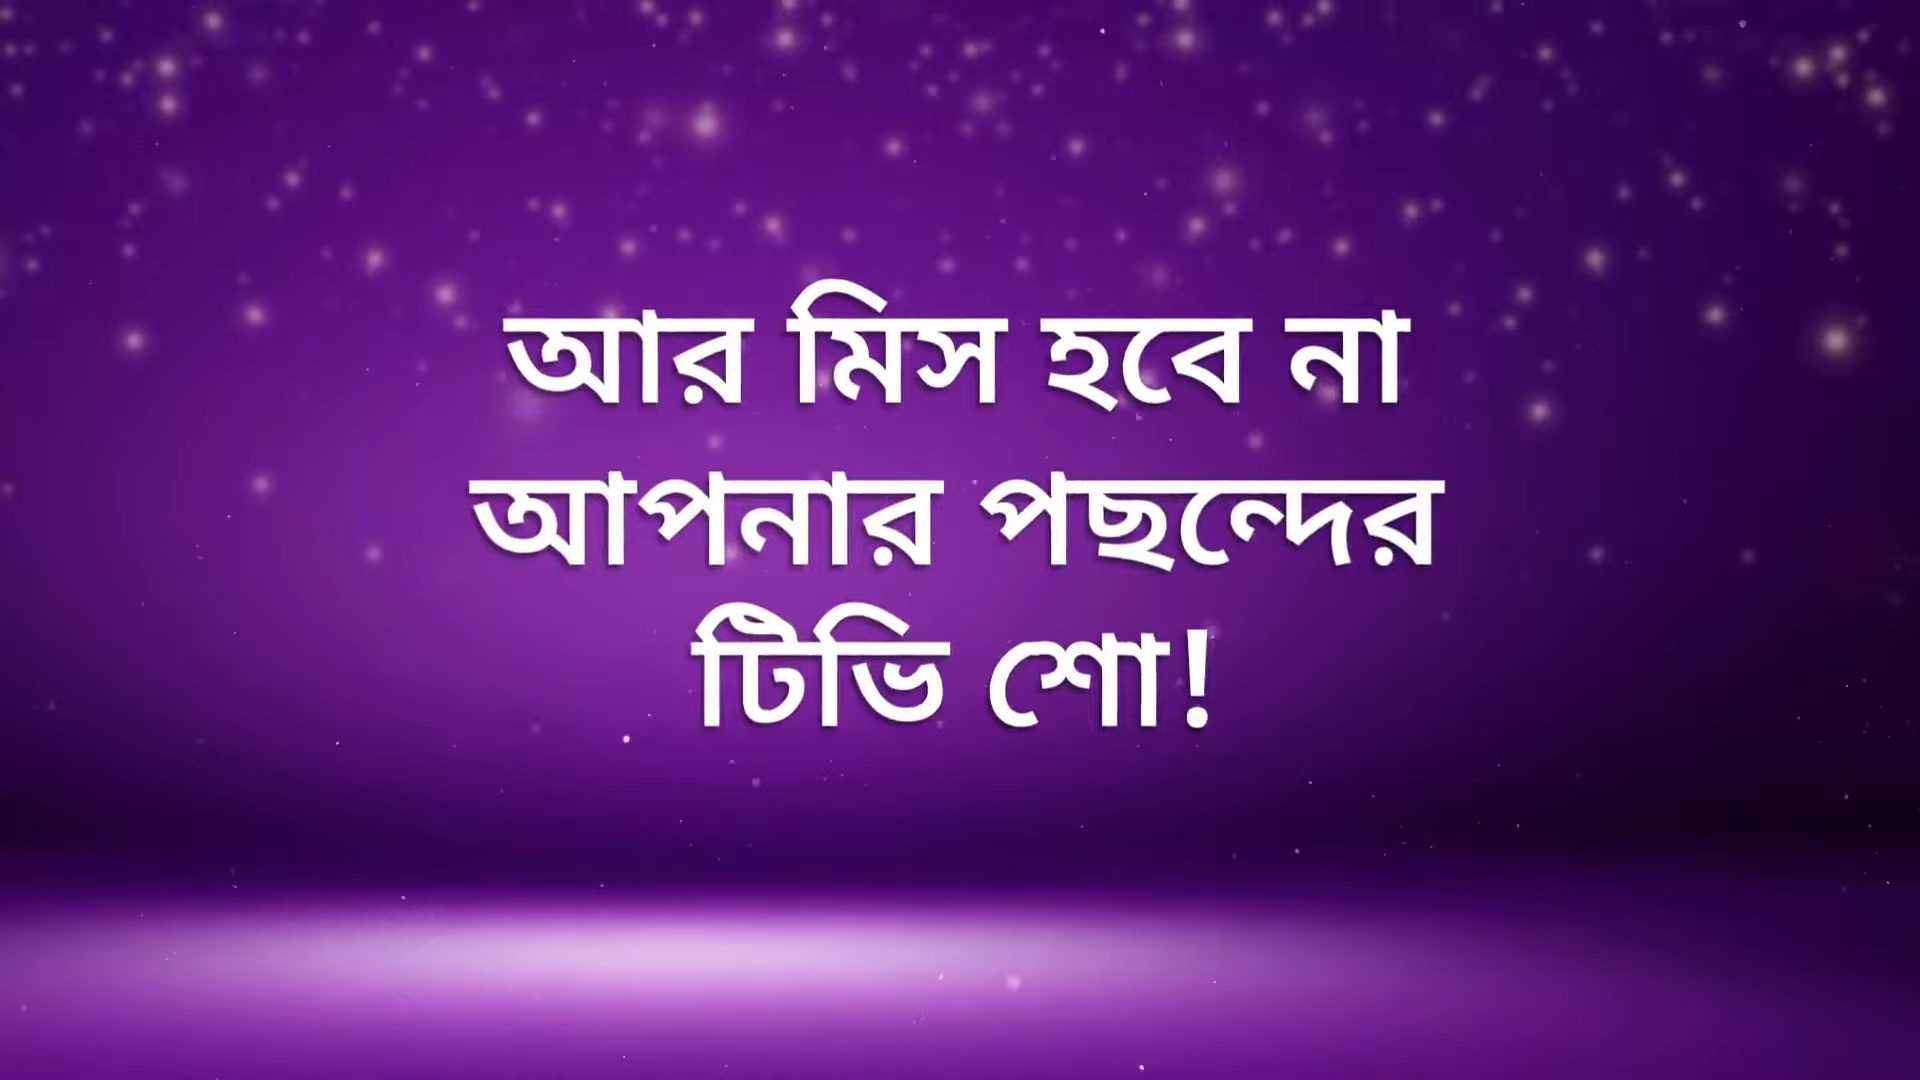 আর মিস হবে না
আপনার পছন্দের
টিভি শো!